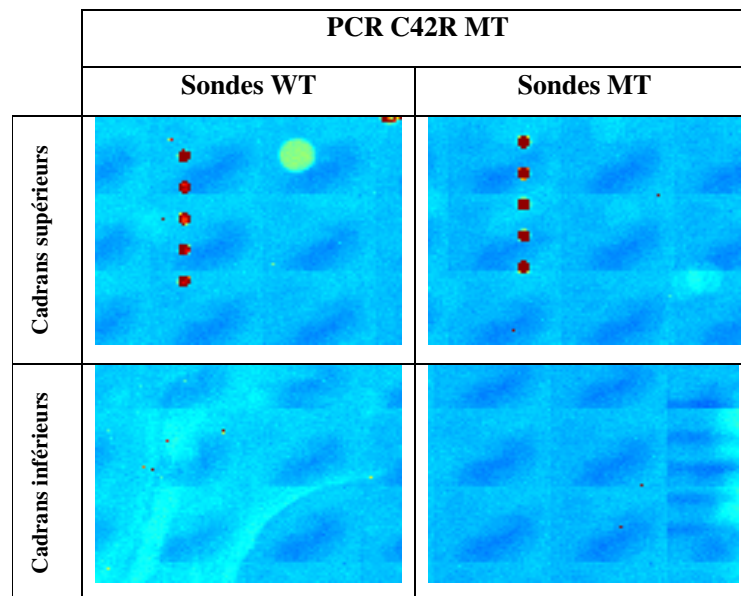 PCR C42R MT
Sondes WT
Sondes MT
Cadrans supérieurs
Cadrans inférieurs